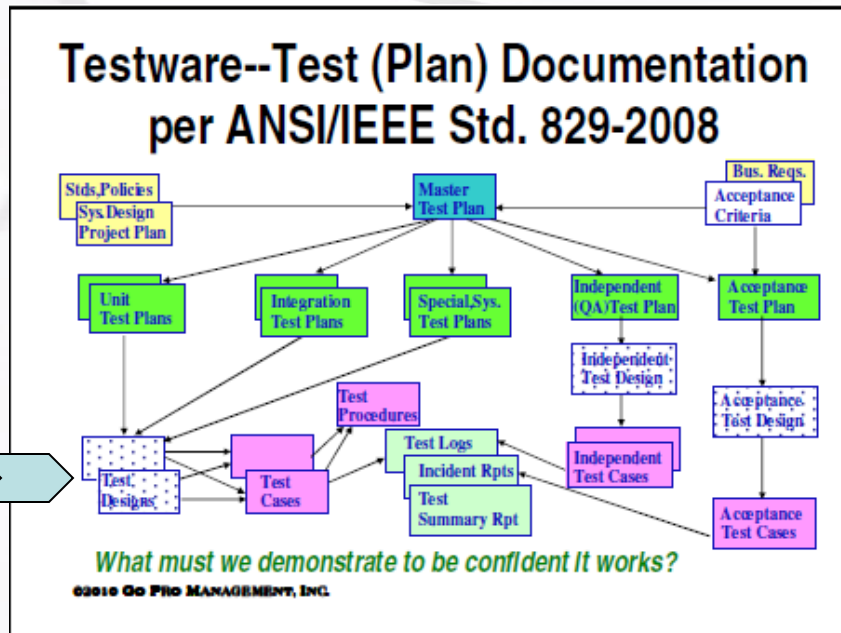 Testware--Test (Plan) Documentation
per ANSI/IEEE Std. 829-2008
Stds,Policies
Sys.Design
Project Plan
Master
Test Plan
Bus. Reqs.
Acceptance
Criteria
Unit
Test Plans
Integration
Test Plans
Special,Sys.
Test Plans
Independent
(QA)Test Plan
Acceptance
Test Plan
Independent
Test Design
Acceptance
Test Design
Test
Procedures
Test
Designs
Test
Cases
Test Logs
Incident Rpts
Test
Summary Rpt
Independent
Test Cases
Acceptance
Test Cases
What must we demonstrate to be confident it works?
©2010 GO PRO MANAGEMENT, INC.